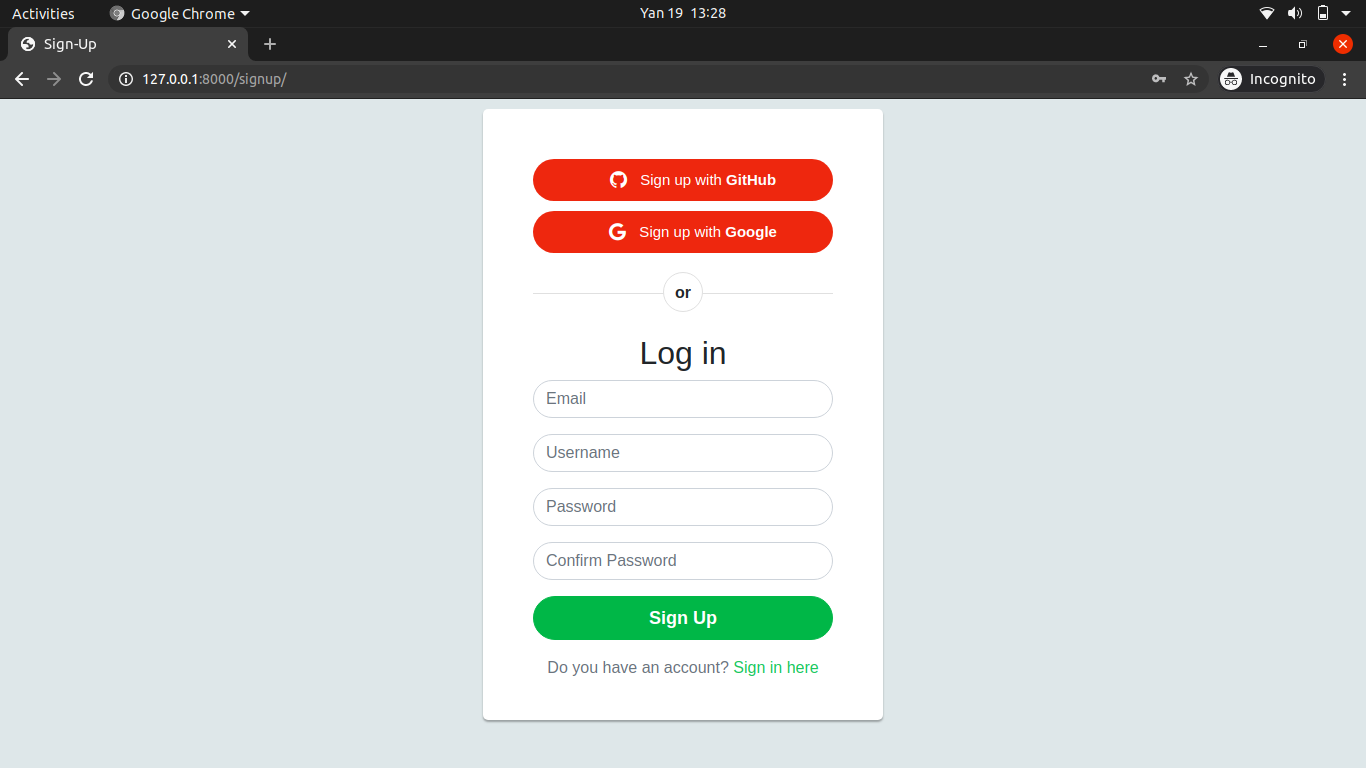 Activities Google Chrome Yan 19 13:28
Sign-Up
127.0.0.1:8000/signup/ Incognito
Sign up with GitHub
Sign up with Google
or
Log in
Email
Username
Password
Confirm Password
Sign Up
Do you have an account? Sign in here